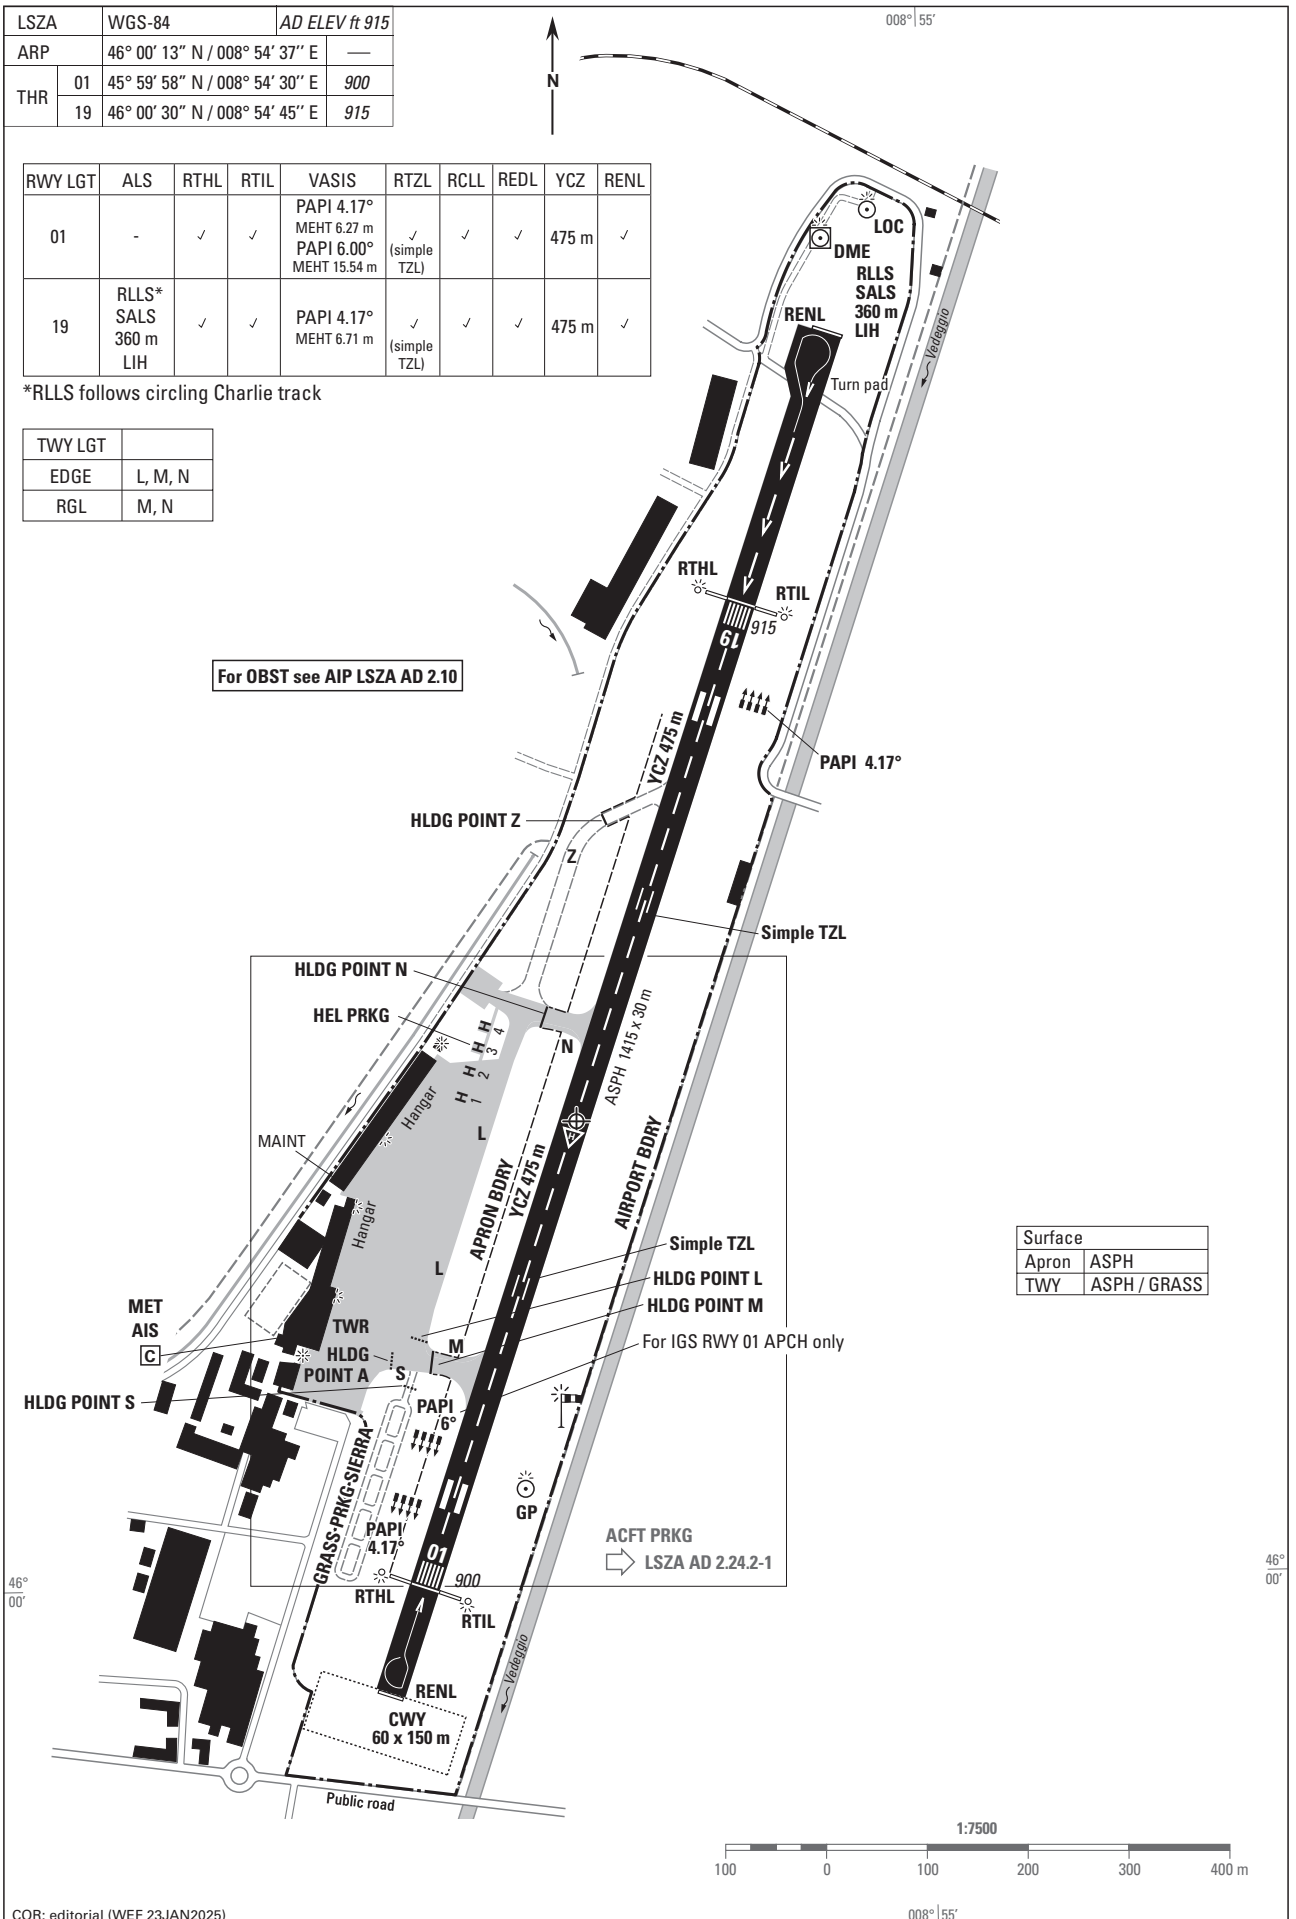 LSZA WGS-84 AD ELEV ft 915
ARP 46° 00′ 13″ N / 008° 54′ 37″ E —
THR 01 45° 59′ 58″ N / 008° 54′ 30″ E 900
19 46° 00′ 30″ N / 008° 54′ 45″ E 915
008° 55′
N
RWY LGT ALS RTHL RTIL VASIS RTZL RCLL REDL YCZ RENL
01 - ✓ ✓ PAPI 4.17° MEHT 6.27 m PAPI 6.00° MEHT 15.54 m ✓ (simple TZL) ✓ ✓ 475 m ✓
19 RLLS* SALS 360 m LIH ✓ ✓ PAPI 4.17° MEHT 6.71 m ✓ (simple TZL) ✓ ✓ 475 m ✓
*RLLS follows circling Charlie track
TWY LGT
EDGE L, M, N
RGL M, N
LOC
DME
RLLS
SALS
360 m
LIH
RENL
Vedeggio
Turn pad
RTHL
RTIL
19
915
For OBST see AIP LSZA AD 2.10
YCZ 475 m
PAPI 4.17°
HLDG POINT Z
Z
Simple TZL
HLDG POINT N
HEL PRKG
H 4
H 3
H 2
H 1
N
ASPH 1415 x 30 m
Hangar
L
MAINT
H
APRON BDRY
YCZ 475 m
AIRPORT BDRY
Hangar
Simple TZL
L
HLDG POINT L
HLDG POINT M
MET
AIS
C
TWR
HLDG
POINT A
M
For IGS RWY 01 APCH only
S
HLDG POINT S
PAPI
6°
GRASS-PRKG-SIERRA
GP
PAPI
4.17°
01
ACFT PRKG
LSZA AD 2.24.2-1
900
RTHL
RTIL
Surface
Apron ASPH
TWY ASPH / GRASS
46°
00′
46°
00′
Vedeggio
RENL
CWY
60 x 150 m
Public road
1:7500
100 0 100 200 300 400 m
COR: editorial (WEF 23JAN2025)
008° 55′